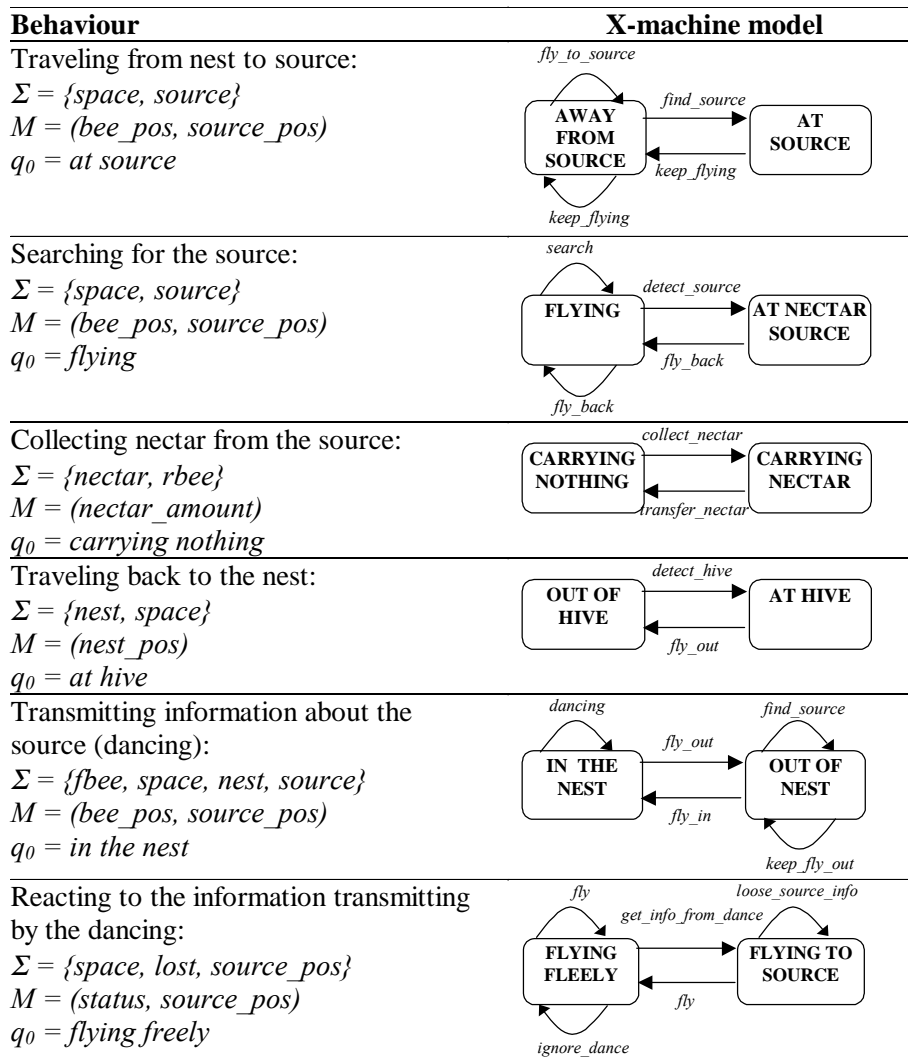 Behaviour
X-machine model
Traveling from nest to source:
Σ = {space, source}
M = (bee_pos, source_pos)
q0 = at source
fly_to_source
AWAY
FROM
SOURCE
find_source
keep_flying
AT
SOURCE
keep_flying
Searching for the source:
Σ = {space, source}
M = (bee_pos, source_pos)
q0 = flying
search
FLYING
detect_source
fly_back
AT NECTAR
SOURCE
fly_back
Collecting nectar from the source:
Σ = {nectar, rbee}
M = (nectar_amount)
q0 = carrying nothing
CARRYING
NOTHING
collect_nectar
transfer_nectar
CARRYING
NECTAR
Traveling back to the nest:
Σ = {nest, space}
M = (nest_pos)
q0 = at hive
OUT OF
HIVE
detect_hive
fly_out
AT HIVE
Transmitting information about the
source (dancing):
Σ = {fbee, space, nest, source}
M = (bee_pos, source_pos)
q0 = in the nest
dancing
IN THE
NEST
fly_out
fly_in
find_source
OUT OF
NEST
keep_fly_out
Reacting to the information transmitting
by the dancing:
Σ = {space, lost, source_pos}
M = (status, source_pos)
q0 = flying freely
fly
FLYING
FLEELY
get_info_from_dance
fly
loose_source_info
FLYING TO
SOURCE
ignore_dance